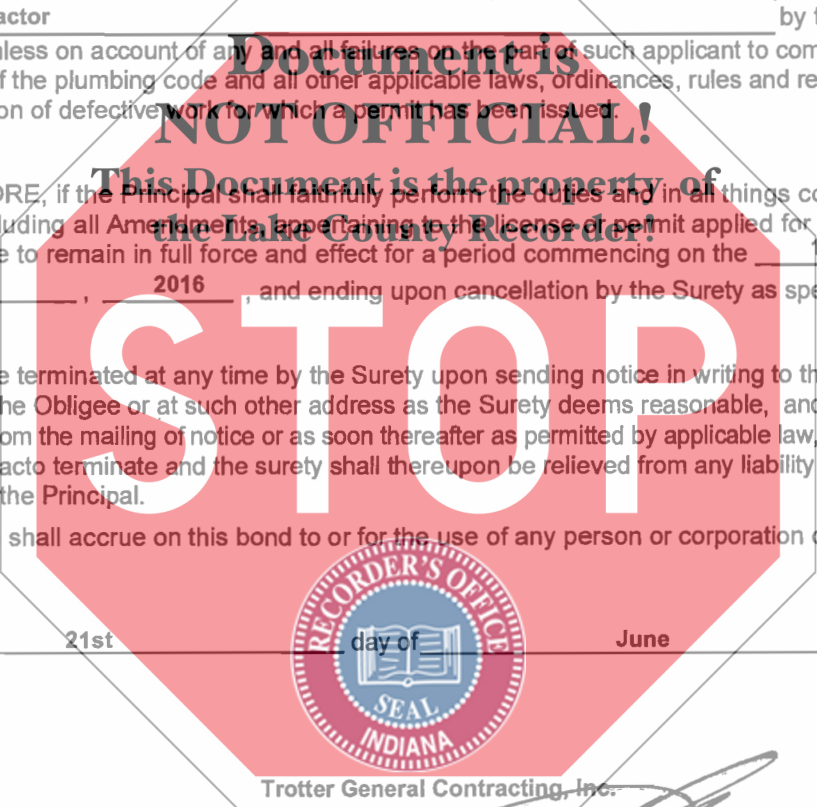 actor by
Document is
less on account of any and all failures on the part of such applicant to com
f the plumbing code and all other applicable laws, ordinances, rules and re
on of defective work for which a permit has been issued.
NOT OFFICIAL!
This Document is the property of
ORE, if the Principal shall faithfully perform the duties and in all things co
luding all Amendments, appertaining to the license or permit applied for
the Lake County Recorder!
e to remain in full force and effect for a period commencing on the
, 2016 , and ending upon cancellation by the Surety as spe
STOP
e terminated at any time by the Surety upon sending notice in writing to th
he Obligee or at such other address as the Surety deems reasonable, and
om the mailing of notice or as soon thereafter as permitted by applicable law,
acto terminate and the surety shall thereupon be relieved from any liability
the Principal.
shall accrue on this bond to or for the use of any person or corporation
RECORDER'S OFFICE
21st day of June
SEAL
INDIANA
Trotter General Contracting, Inc.